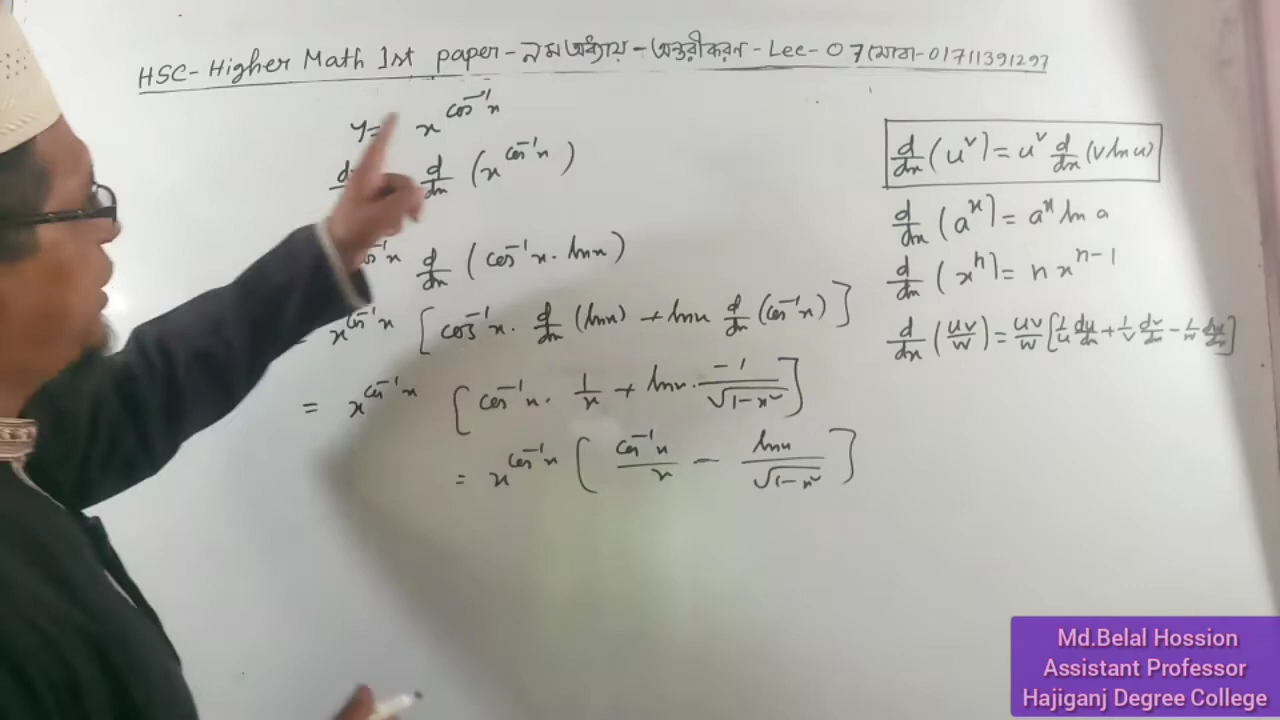 HSC- Higher Math 1st paper - নবম অধ্যায় - অন্তরীকরণ - Lec- 07 (মোবা- 01711391297
y= x^cos⁻¹x
d/dx (x^cos⁻¹x)
cos⁻¹x d/dx (cos⁻¹x · lnx)
= x^cos⁻¹x [cos⁻¹x · d/dx (lnx) + lnx d/dx (cos⁻¹x)]
= x^cos⁻¹x [cos⁻¹x · 1/x + lnx · -1/√1-x²]
= x^cos⁻¹x [cos⁻¹x/x - lnx/√1-x²]
d/dx (u^v) = u^v d/dx (v ln u)
d/dx (a^x) = a^x ln a
d/dx (x^n) = n x^n-1
d/dx (uv/w) = uv/w [1/u du/dx + 1/v dv/dx - 1/w dw/dx]
Md.Belal Hossion
Assistant Professor
Hajiganj Degree College